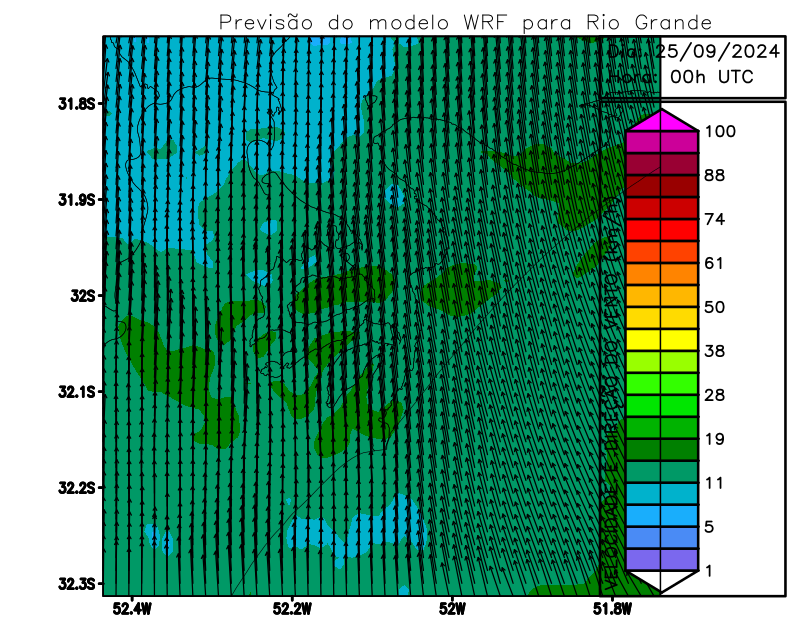 Previsão do modelo WRF para Rio Grande
Dia: 25/09/2024
Hora: 00h UTC
31.8S
31.9S
32S
32.1S
32.2S
32.3S
52.4W
52.2W
52W
51.8W
VELOCIDADE E DIREÇÃO DO VENTO (km/h)
100
88
74
61
50
38
28
19
11
5
1